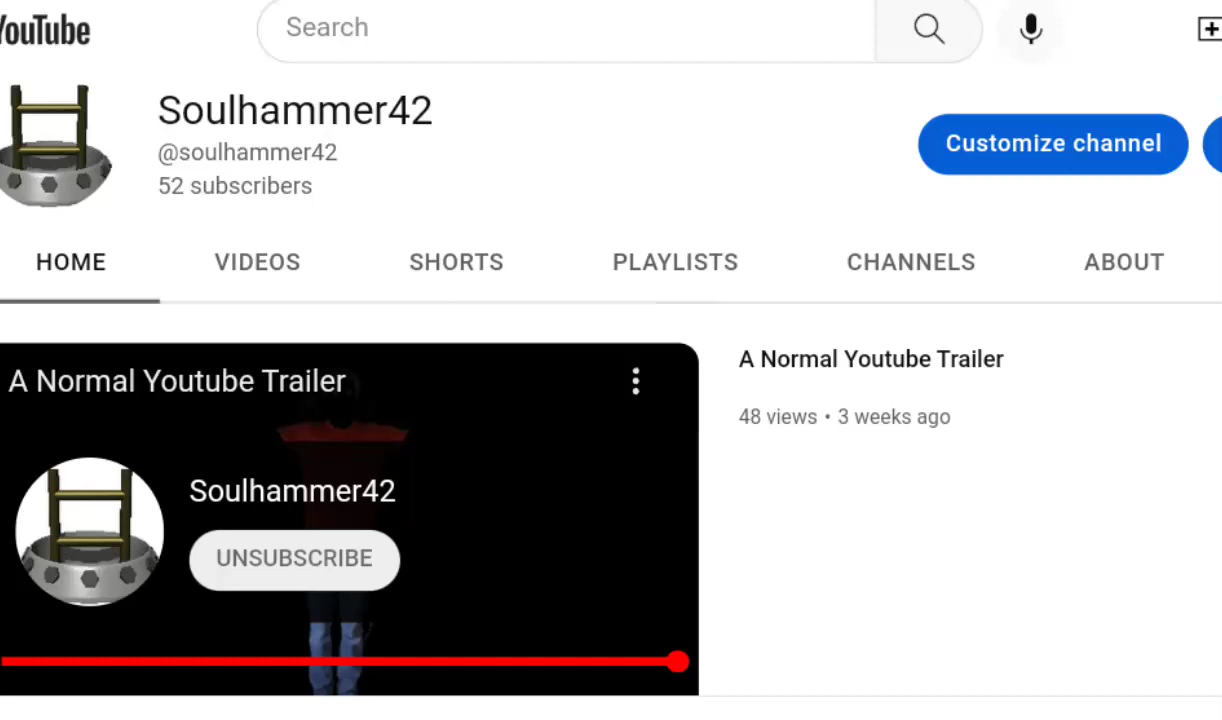 YouTube
Search
Soulhammer42
@soulhammer42
52 subscribers
Customize channel
HOME VIDEOS SHORTS PLAYLISTS CHANNELS ABOUT
A Normal Youtube Trailer
A Normal Youtube Trailer
48 views • 3 weeks ago
Soulhammer42
UNSUBSCRIBE